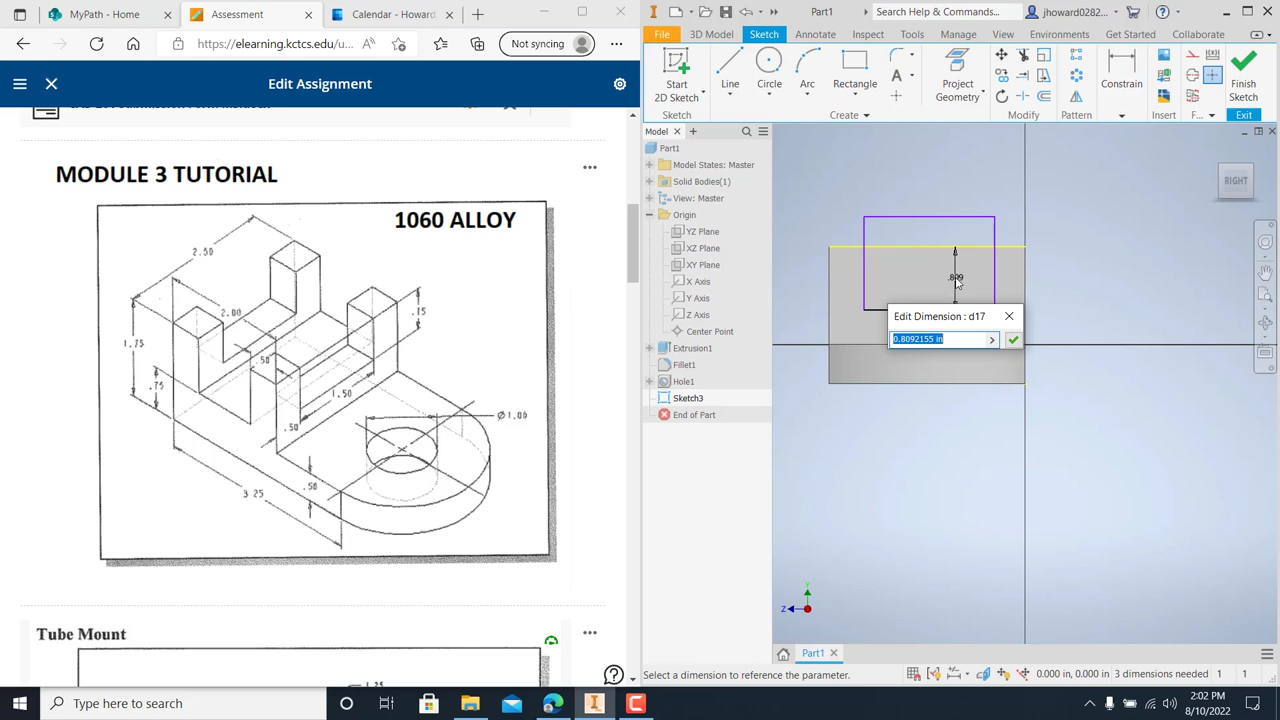 MyPath - Home
Assessment
Calendar - Howard,
https://elearning.kctcs.edu/u...
Not syncing
Edit Assignment
MODULE 3 TUTORIAL
1060 ALLOY
2.50
2.00
.15
1.75
.50
.75
1.50
Ø1.00
.50
.50
3 25
Tube Mount
1.25
Part1
Search Help & Commands...
jhoward0282...
File
3D Model
Sketch
Annotate
Inspect
Tools
Manage
View
Environments
Get Started
Collaborate
Start
2D Sketch
Line
Circle
Arc
Rectangle
Project
Geometry
Constrain
Finish
Sketch
Sketch
Create
Modify
Pattern
Insert
F...
Exit
Model
Part1
Model States: Master
Solid Bodies(1)
View: Master
Origin
YZ Plane
XZ Plane
XY Plane
X Axis
Y Axis
Z Axis
Center Point
Extrusion1
Fillet1
Hole1
Sketch3
End of Part
RIGHT
.809
Edit Dimension : d17
0.8092155 in
Y
Z
Part1
Select a dimension to reference the parameter.
0.000 in, 0.000 in
3 dimensions needed
1
1
Type here to search
2:02 PM
8/10/2022